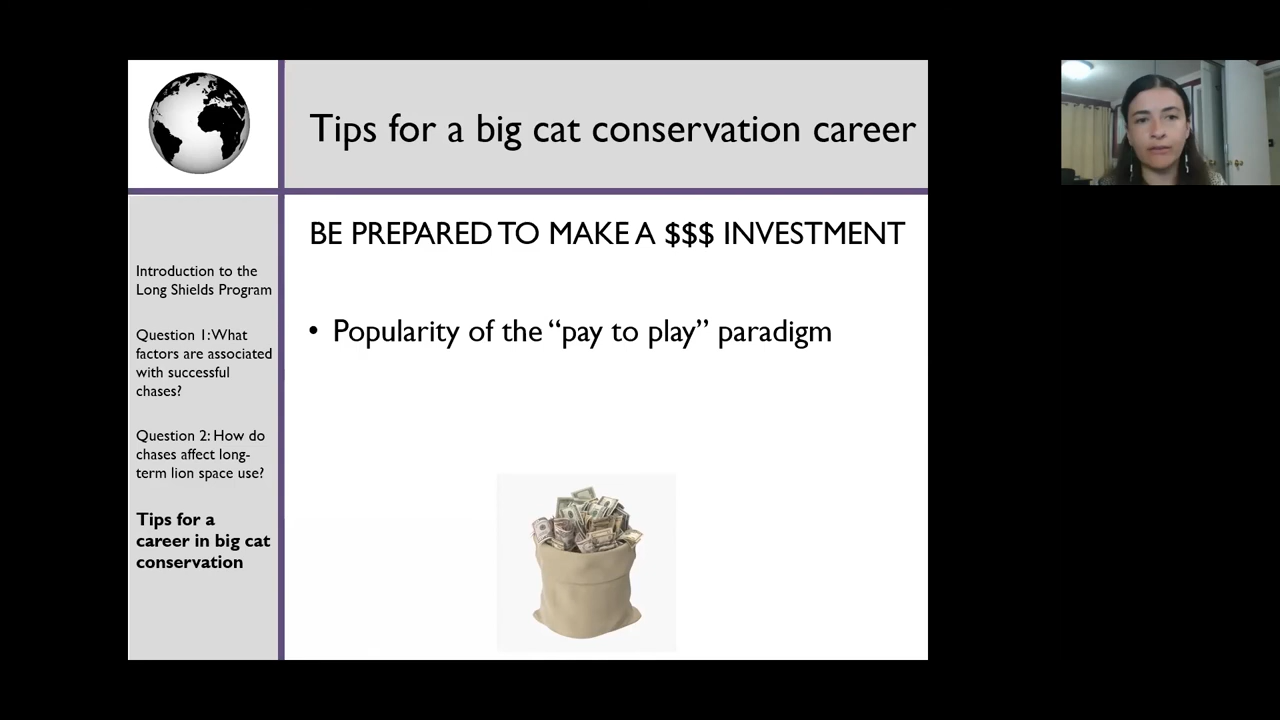 Tips for a big cat conservation career
BE PREPARED TO MAKE A $$$ INVESTMENT
• Popularity of the “pay to play” paradigm
Introduction to the
Long Shields Program
Question 1: What
factors are associated
with successful
chases?
Question 2: How do
chases affect long-
term lion space use?
Tips for a
career in big cat
conservation